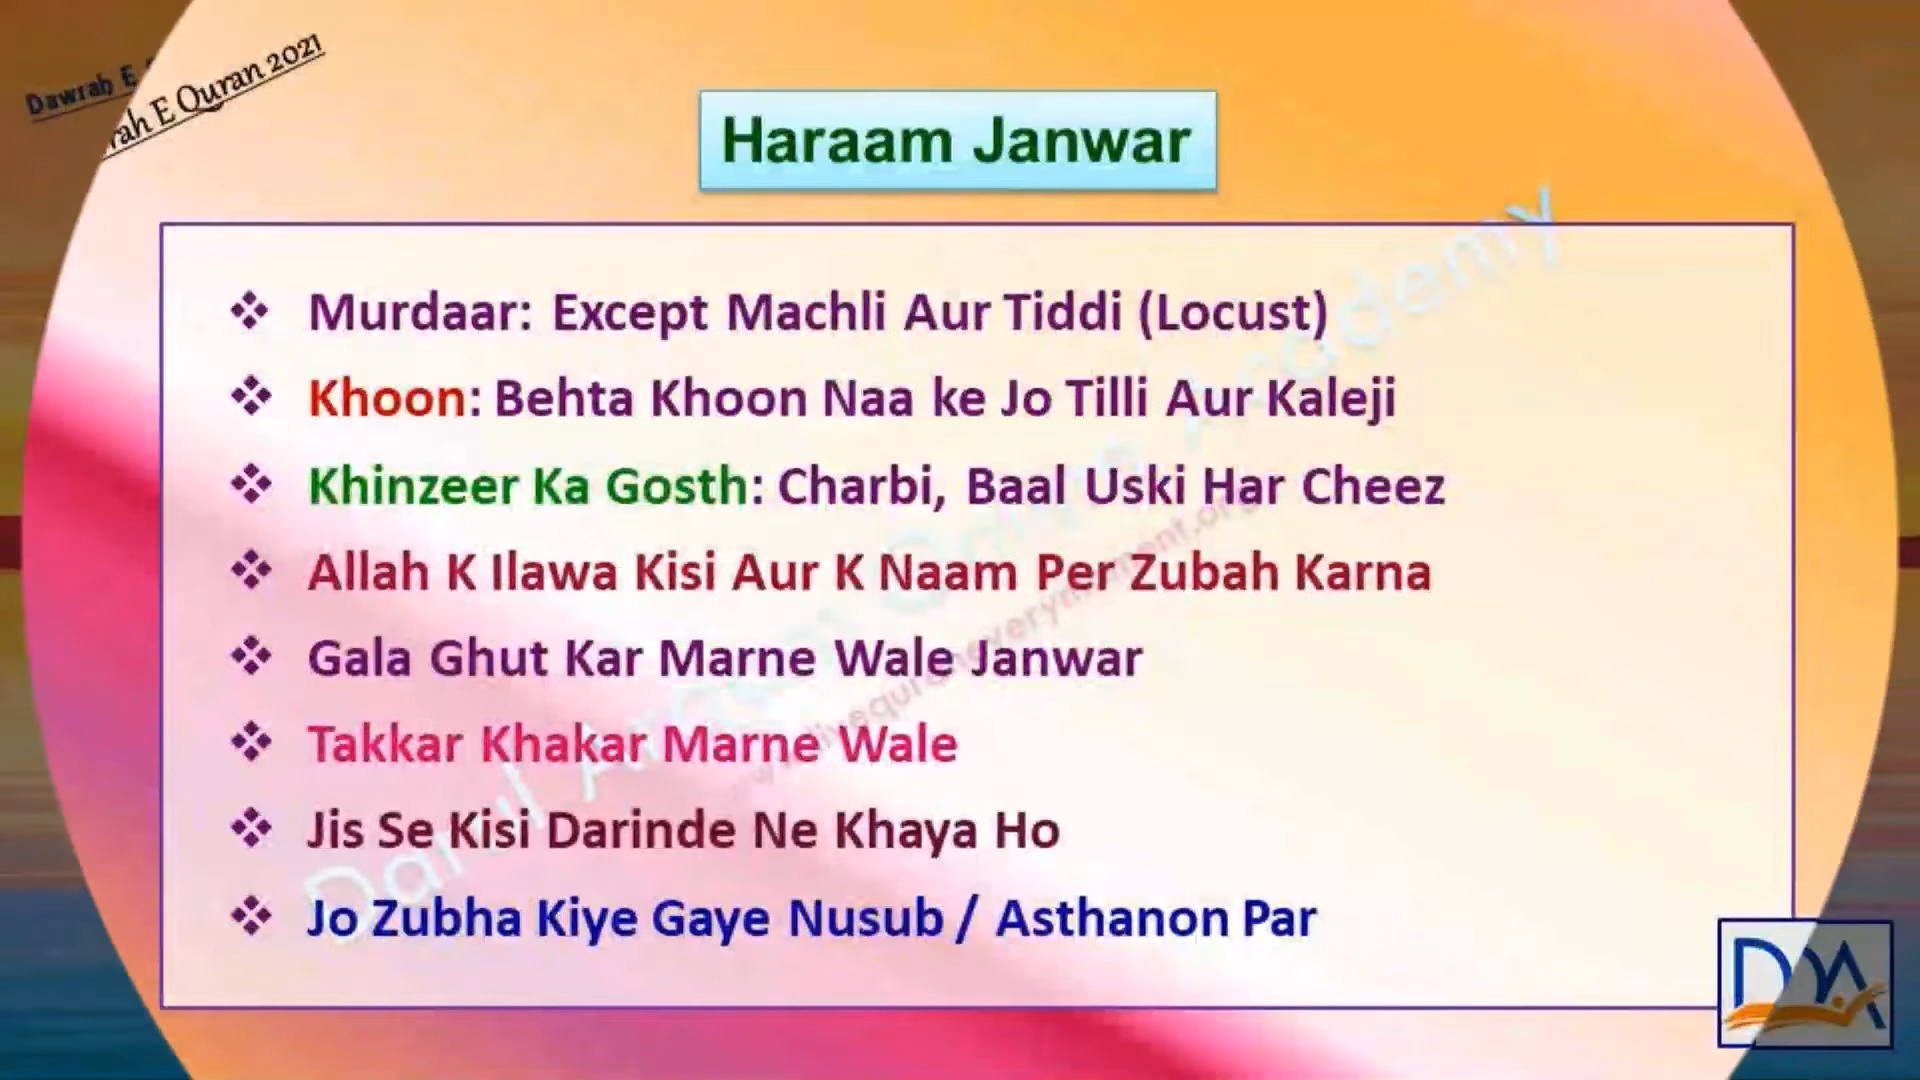 Dawrah E
rah E Quran 2021
Haraam Janwar
❖ Murdaar: Except Machli Aur Tiddi (Locust)
❖ Khoon: Behta Khoon Naa ke Jo Tilli Aur Kaleji
❖ Khinzeer Ka Gosth: Charbi, Baal Uski Har Cheez
❖ Allah K Ilawa Kisi Aur K Naam Per Zubah Karna
❖ Gala Ghut Kar Marne Wale Janwar
❖ Takkar Khakar Marne Wale
❖ Jis Se Kisi Darinde Ne Khaya Ho
❖ Jo Zubha Kiye Gaye Nusub / Asthanon Par
Darul Academy
DA